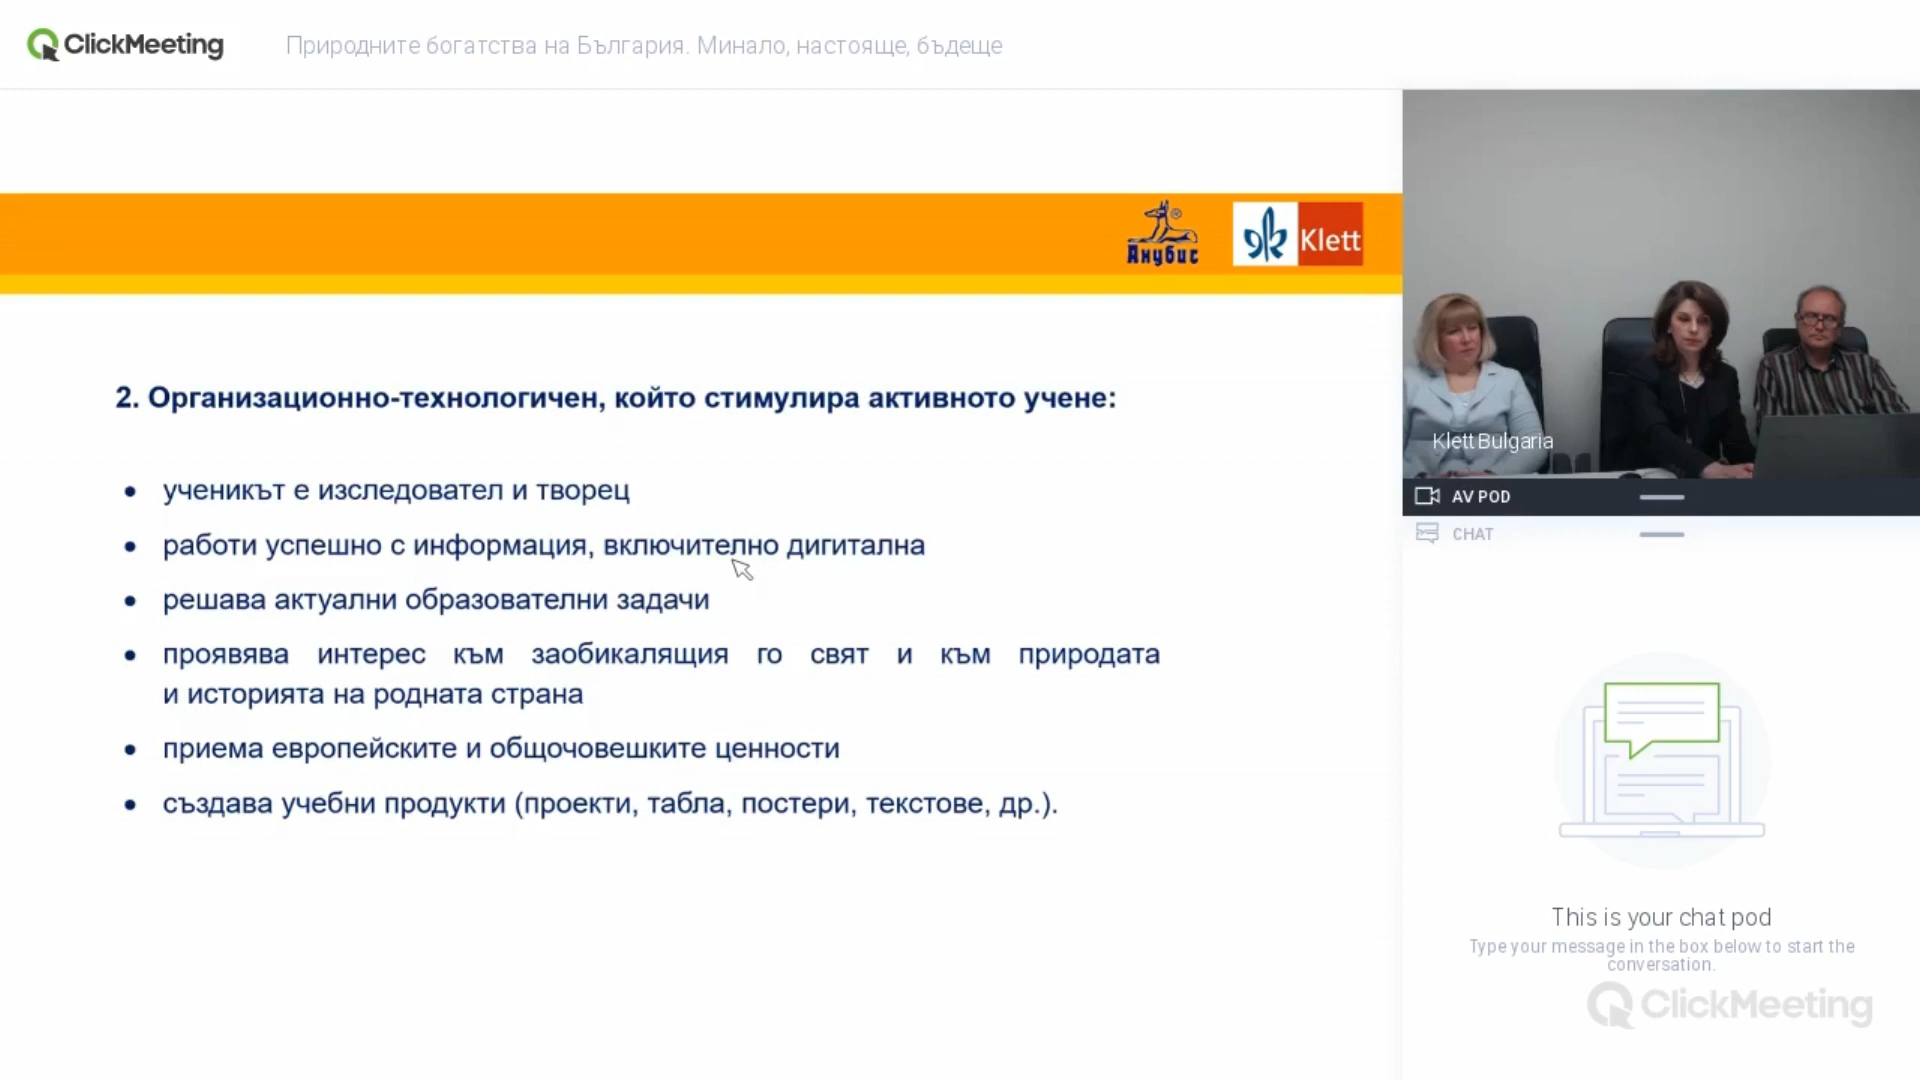 ClickMeeting
Природните богатства на България. Минало, настояще, бъдеще
Анубис
Klett
2. Организационно-технологичен, който стимулира активното учене:
• ученикът е изследовател и творец
• работи успешно с информация, включително дигитална
• решава актуални образователни задачи
• проявява интерес към заобикалящия го свят и към природата
и историята на родната страна
• приема европейските и общочовешките ценности
• създава учебни продукти (проекти, табла, постери, текстове, др.).
Klett Bulgaria
AV POD
CHAT
This is your chat pod
Type your message in the box below to start the
conversation.
ClickMeeting